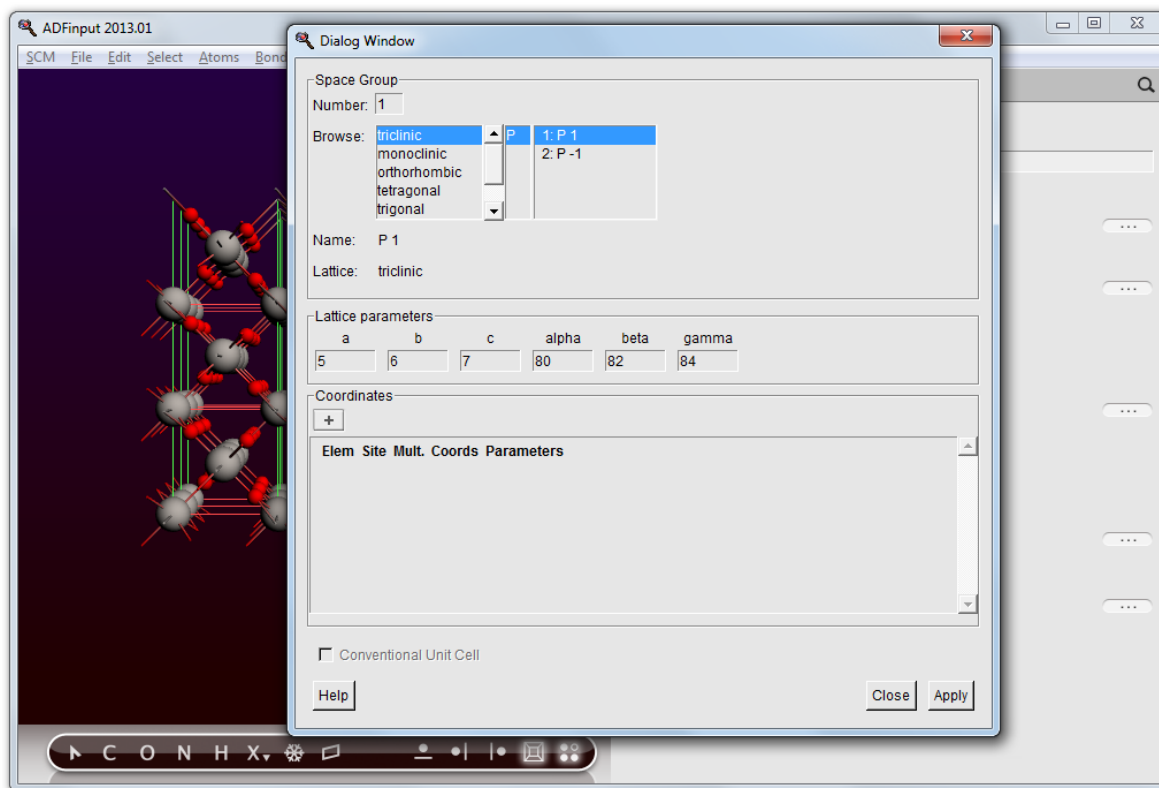 ADFinput 2013.01
SCM File Edit Select Atoms Bond
Dialog Window
Space Group
Number: 1
Browse: triclinic P 1: P 1
monoclinic 2: P -1
orthorhombic
tetragonal
trigonal
Name: P 1
Lattice: triclinic
Lattice parameters
a b c alpha beta gamma
5 6 7 80 82 84
Coordinates
+
Elem Site Mult. Coords Parameters
Conventional Unit Cell
Help Close Apply
C O N H X